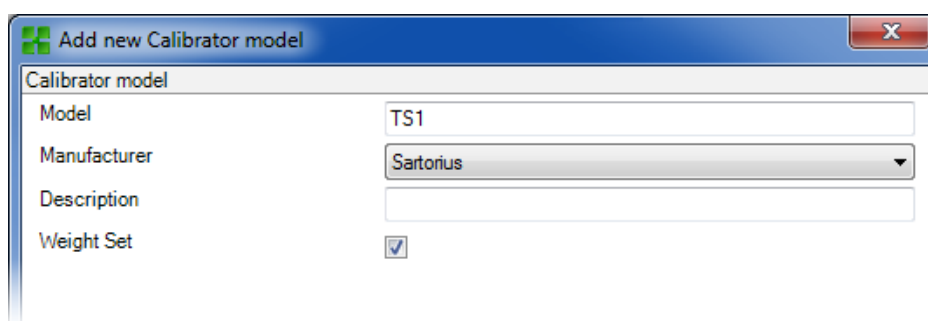 Add new Calibrator model
Calibrator model
Model TS1
Manufacturer Sartorius
Description
Weight Set